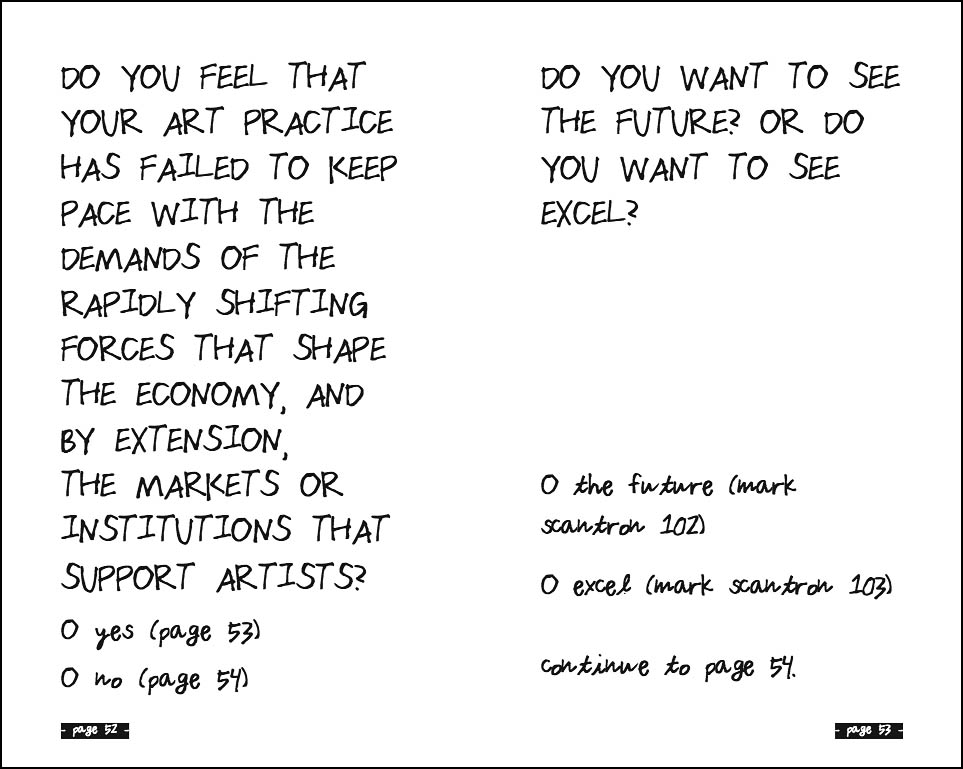 DO YOU FEEL THAT
YOUR ART PRACTICE
HAS FAILED TO KEEP
PACE WITH THE
DEMANDS OF THE
RAPIDLY SHIFTING
FORCES THAT SHAPE
THE ECONOMY, AND
BY EXTENSION,
THE MARKETS OR
INSTITUTIONS THAT
SUPPORT ARTISTS?
O yes (page 53)
O no (page 54)
- page 52 -
DO YOU WANT TO SEE
THE FUTURE? OR DO
YOU WANT TO SEE
EXCEL?
O the future (mark
scantron 102)
O excel (mark scantron 103)
continue to page 54.
- page 53 -